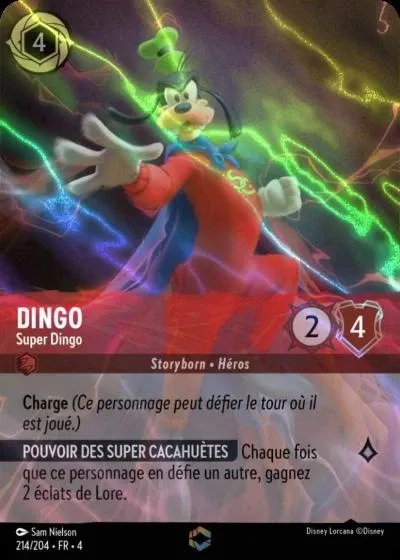 4
DINGO
Super Dingo
2
4
Storyborn • Héros
Charge (Ce personnage peut défier le tour où il
est joué.)
POUVOIR DES SUPER CACAHUÈTES Chaque fois
que ce personnage en défie un autre, gagnez
2 éclats de Lore.
Sam Nielson
214/204 • FR • 4
Disney Lorcana ©Disney